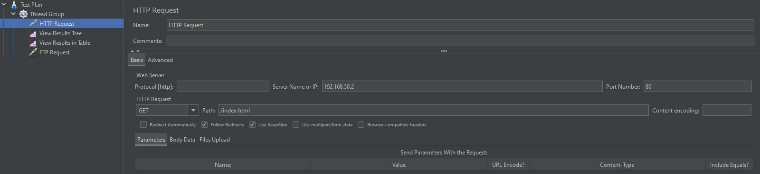 Test Plan
Thread Group
HTTP Request
View Results Tree
View Results in Table
FTP Request
HTTP Request
Name: HTTP Request
Comments:
Basic Advanced
Web Server
Protocol [http]: Server Name or IP: 192.168.50.2 Port Number: 80
HTTP Request
GET Path: /index.html Content encoding:
Redirect Automatically Follow Redirects Use KeepAlive Use multipart/form-data Browser-compatible headers
Parameters Body Data Files Upload
Send Parameters With the Request:
Name: Value URL Encode? Content-Type Include Equals?